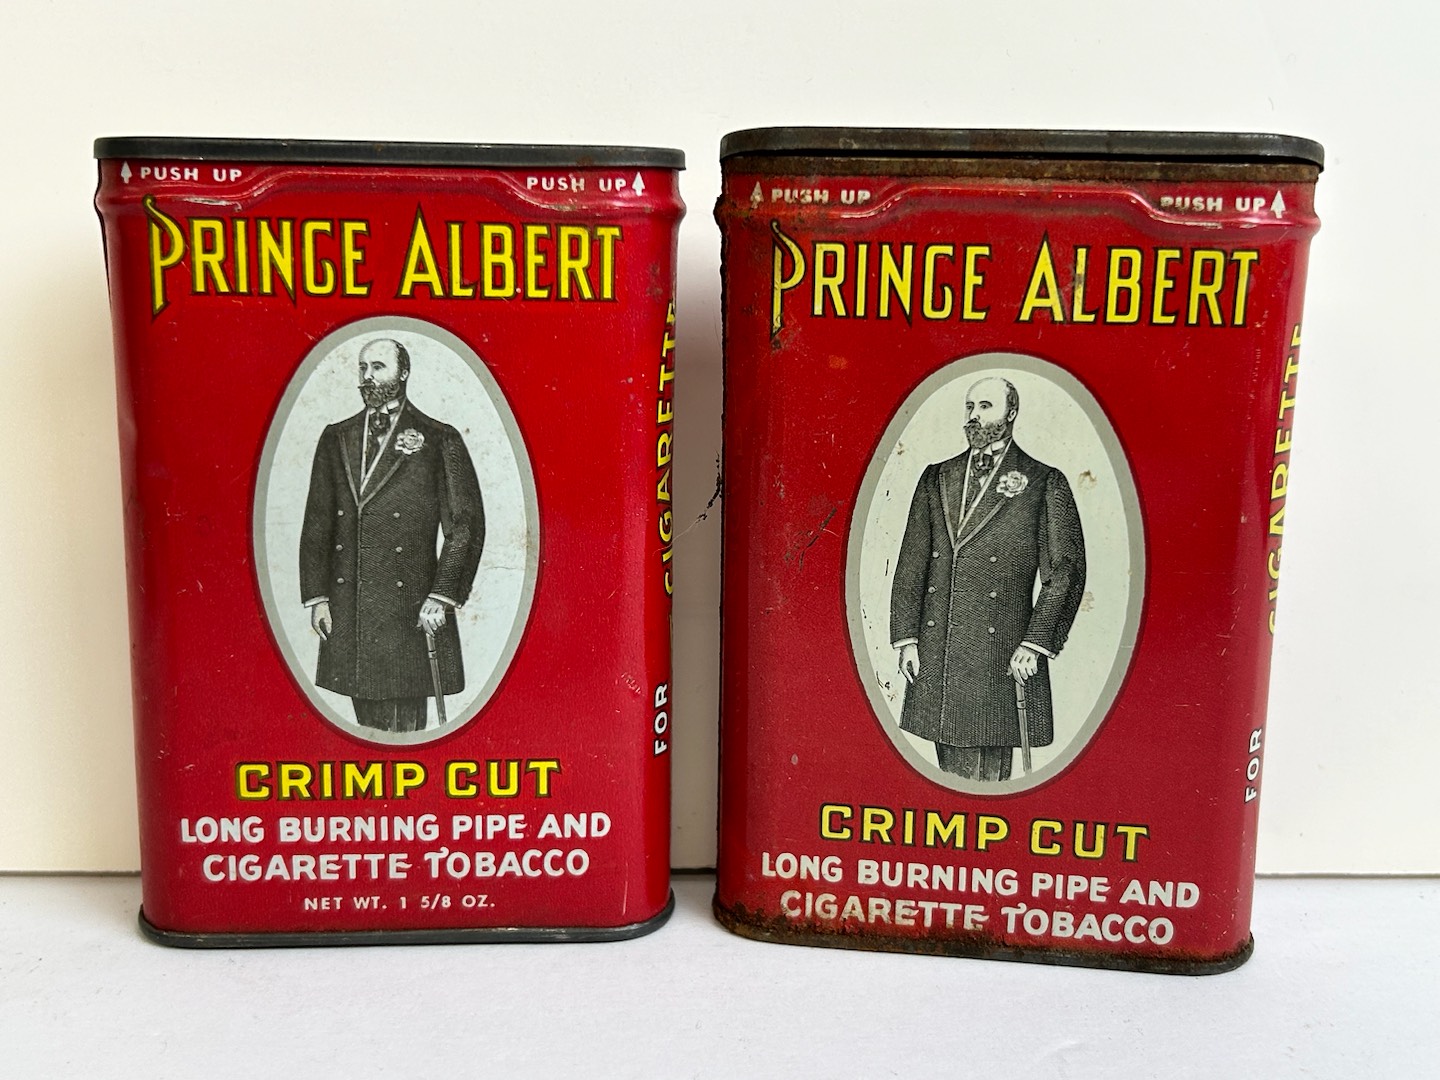 PUSH UP PUSH UP
PRINCE ALBERT
CIGARETTE
FOR
CRIMP CUT
LONG BURNING PIPE AND
CIGARETTE TOBACCO
NET WT. 1 5/8 OZ.
PUSH UP PUSH UP
PRINCE ALBERT
CIGARETTE
FOR
CRIMP CUT
LONG BURNING PIPE AND
CIGARETTE TOBACCO